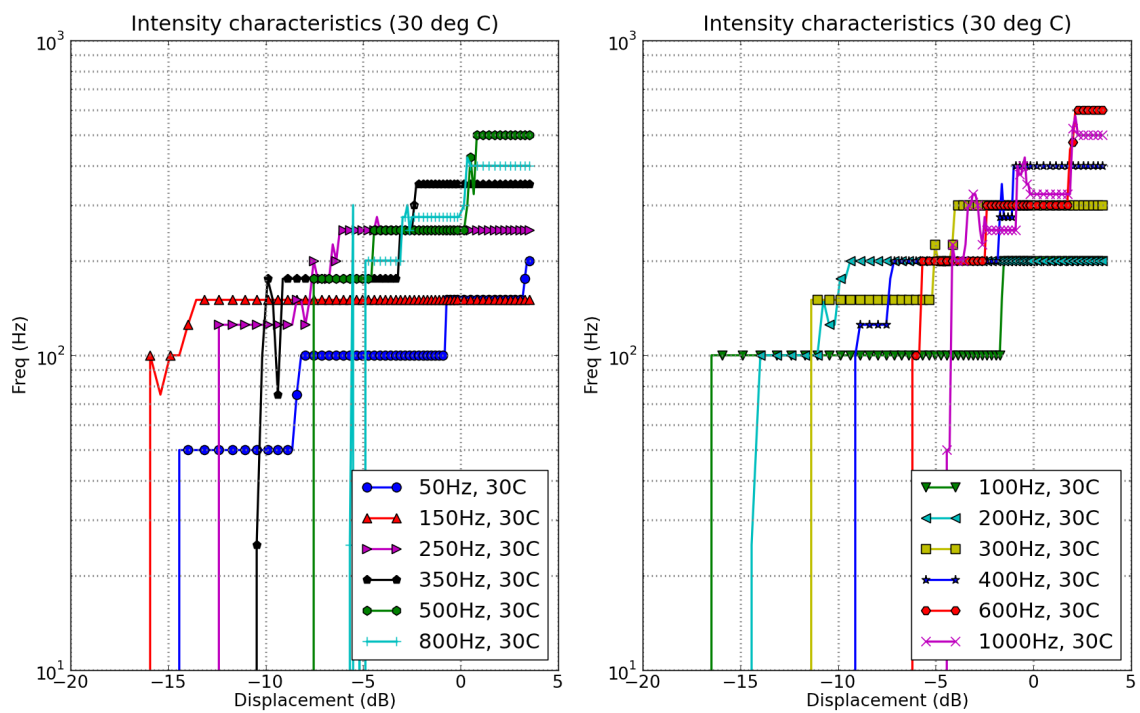 Intensity characteristics (30 deg C)
10³
10²
10¹
Freq (Hz)
50Hz, 30C
150Hz, 30C
250Hz, 30C
350Hz, 30C
500Hz, 30C
800Hz, 30C
−20 −15 −10 −5 0 5
Displacement (dB)
Intensity characteristics (30 deg C)
10³
10²
10¹
Freq (Hz)
100Hz, 30C
200Hz, 30C
300Hz, 30C
400Hz, 30C
600Hz, 30C
1000Hz, 30C
−20 −15 −10 −5 0 5
Displacement (dB)